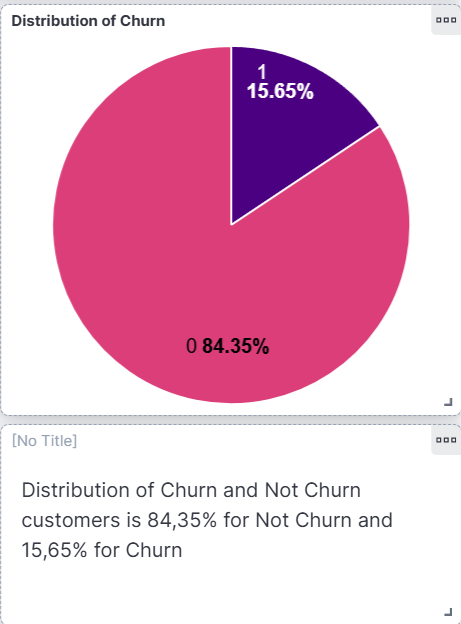 Distribution of Churn
1
15.65%
0 84.35%
[No Title]
Distribution of Churn and Not Churn
customers is 84,35% for Not Churn and
15,65% for Churn